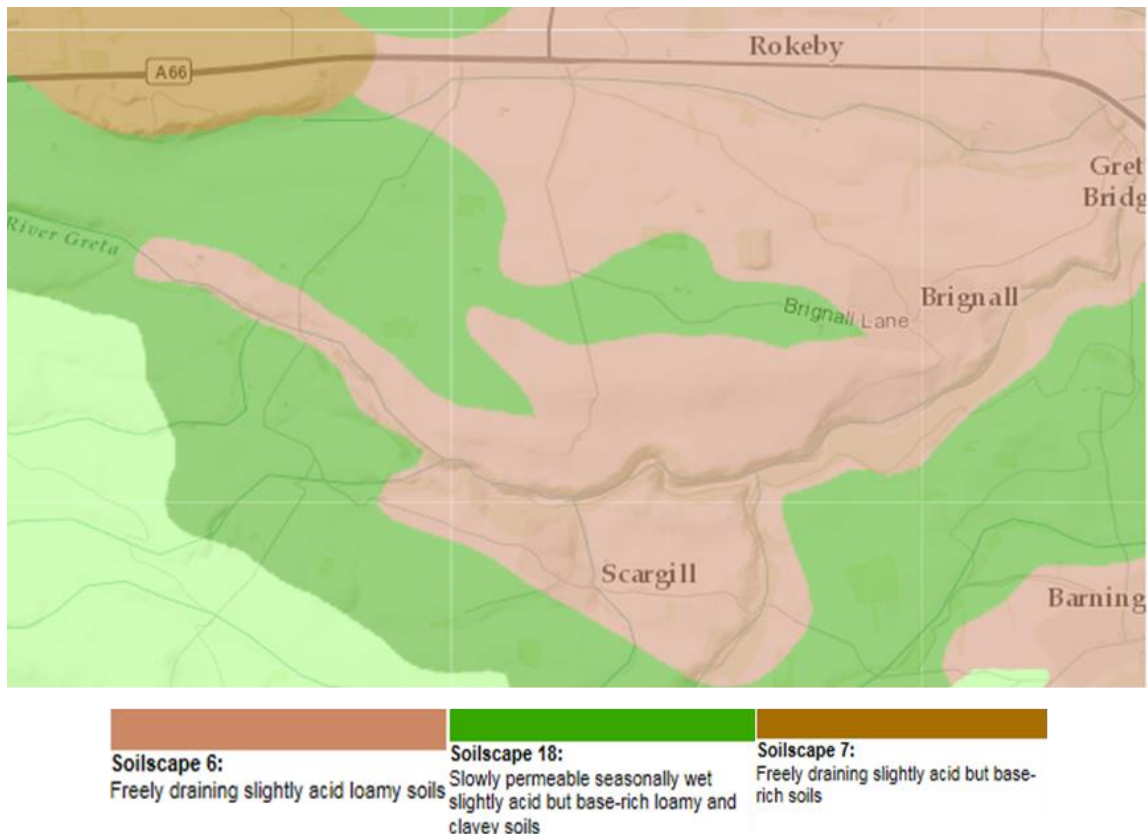 Rokeby
A66
Gret
Bridg
River Greta
Brignall
Brignall Lane
Scargill
Barning
Soilscape 6:
Freely draining slightly acid loamy soils
Soilscape 18:
Slowly permeable seasonally wet
slightly acid but base-rich loamy and
clayey soils
Soilscape 7:
Freely draining slightly acid but base-
rich soils